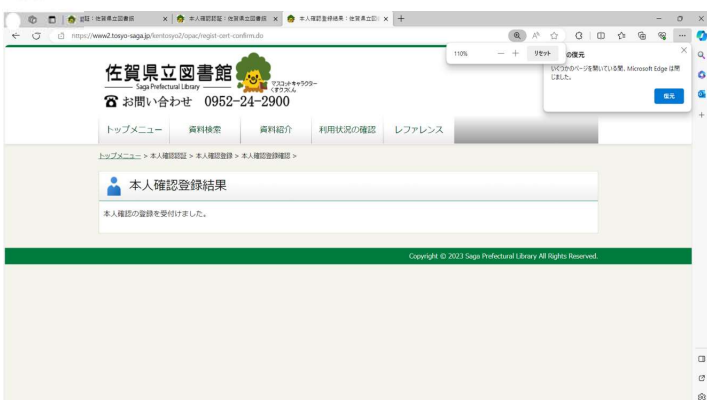 認証：佐賀県立図書館
本人確認認証：佐賀県立図書館
本人確認登録結果：佐賀県立図
https://www2.tosyo-saga.jp/kentosyo2/opac/regist-cert-confirm.do
110%
リセット
の復元
いくつかのページを開いている間、Microsoft Edge は閉じました。
復元
佐賀県立図書館
Saga Prefectural Library
マスコットキャラクター
くすクスくん
お問い合わせ 0952-24-2900
トップメニュー 資料検索 資料紹介 利用状況の確認 レファレンス
トップメニュー > 本人確認認証 > 本人確認登録 > 本人確認登録確認 >
本人確認登録結果
本人確認の登録を受付けました。
Copyright © 2023 Saga Prefectural Library All Rights Reserved.